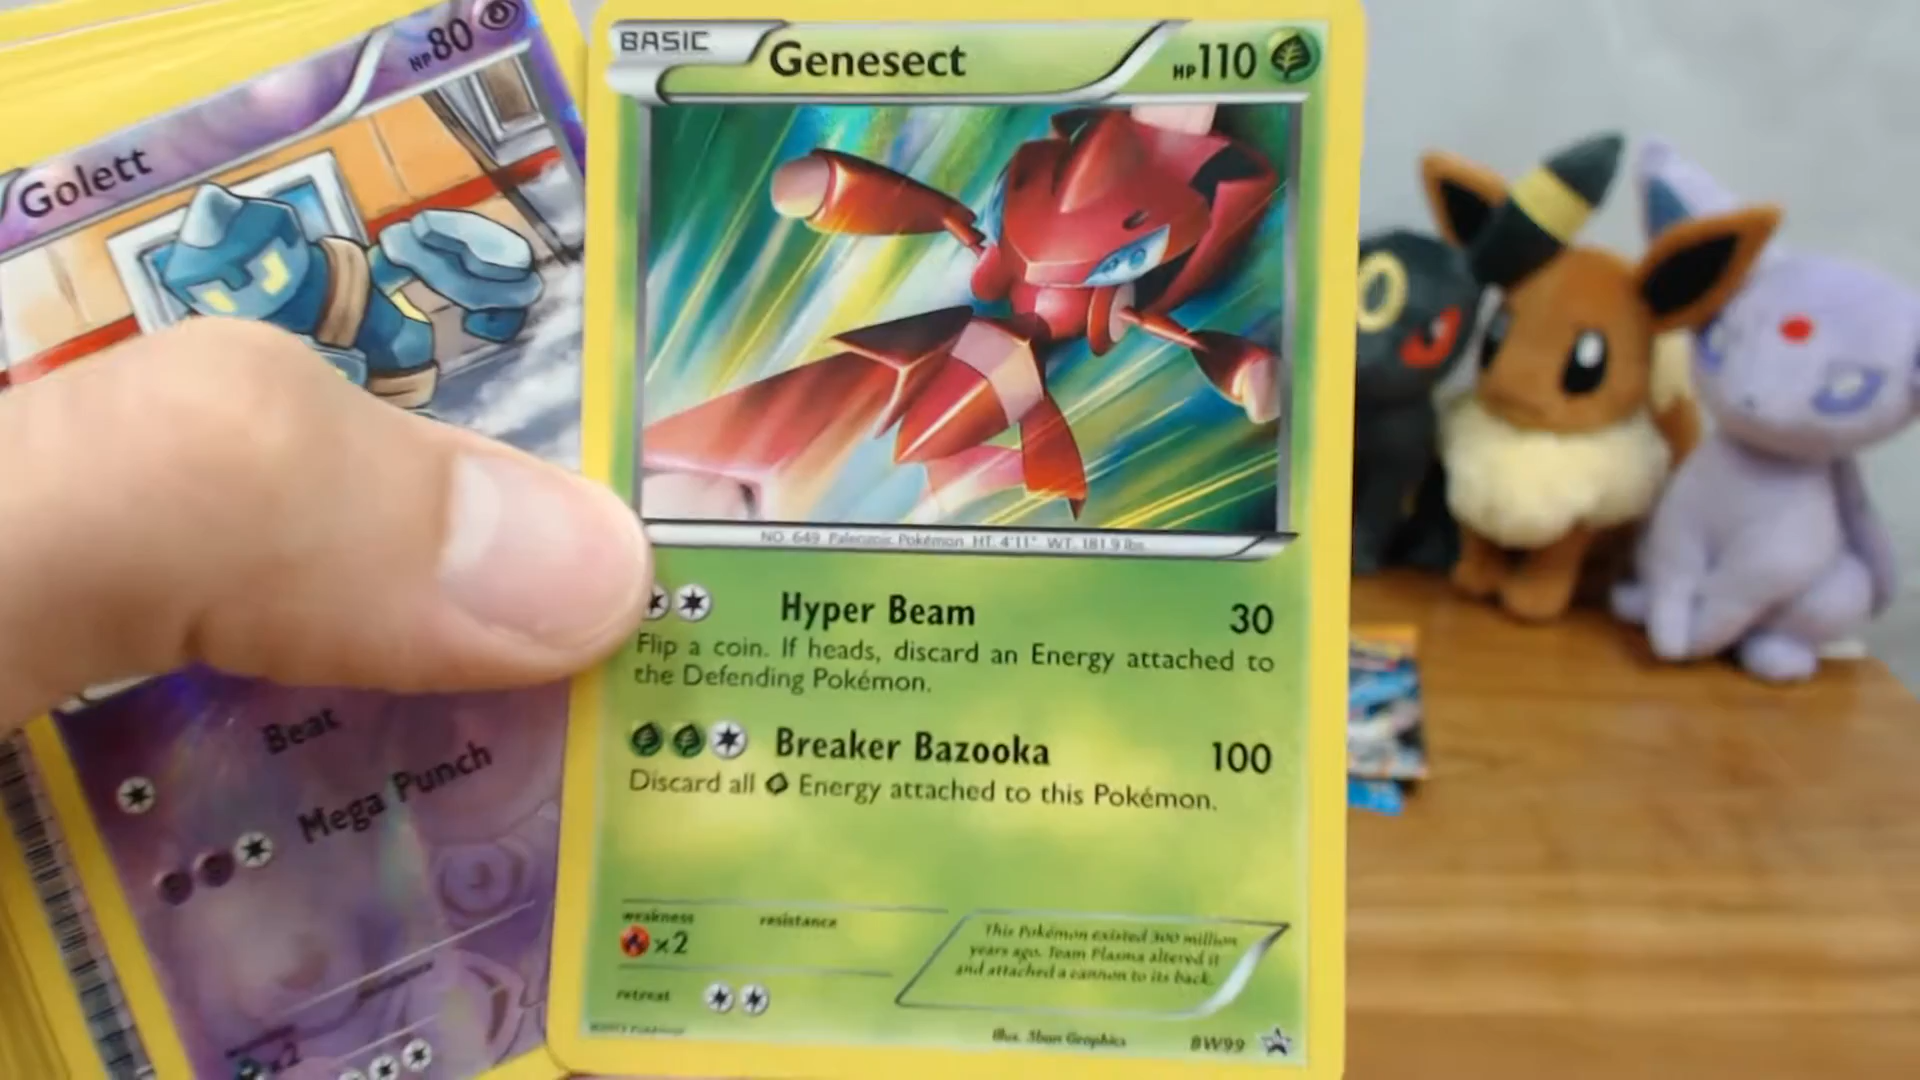 HP80
Golett
Beat
Mega Punch
x2
BASIC
Genesect
HP110
NO. 649 Paleozoic Pokémon HT. 4'11" WT. 181.9 lbs.
Hyper Beam 30
Flip a coin. If heads, discard an Energy attached to
the Defending Pokémon.
Breaker Bazooka 100
Discard all Energy attached to this Pokémon.
weakness
resistance
x2
retreat
This Pokémon existed 300 million
years ago. Team Plasma altered it
and attached a cannon to its back.
Illus. 5ban Graphics
BW99